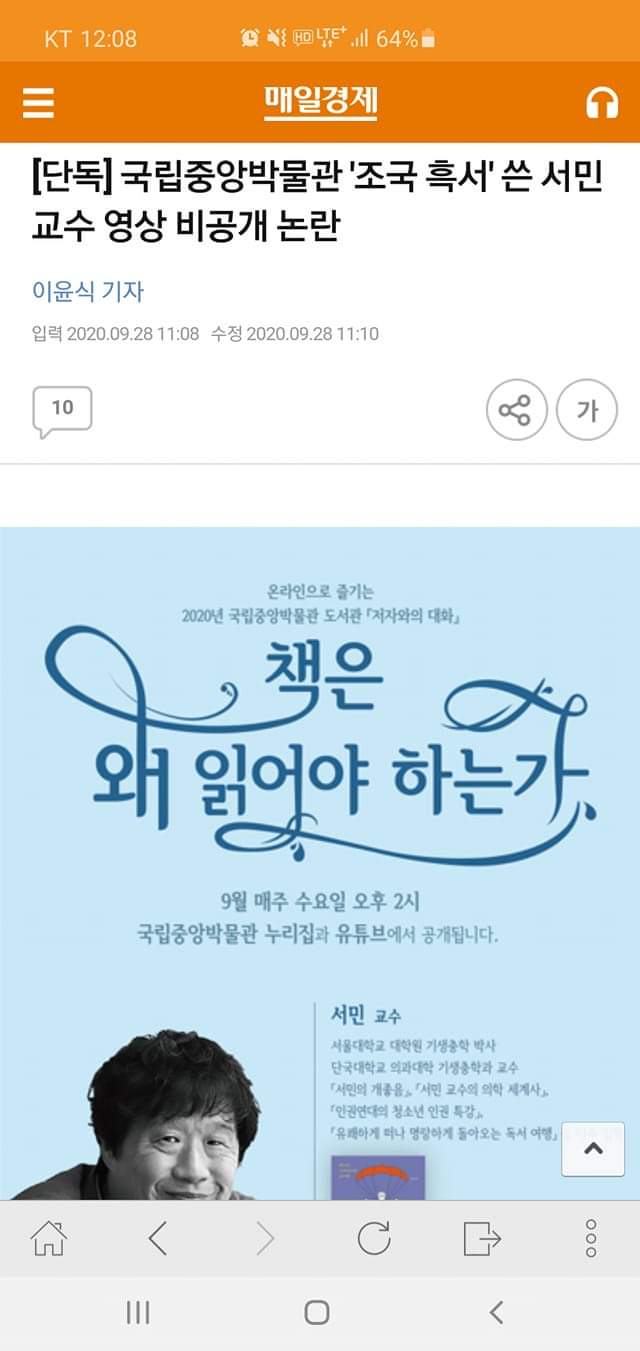 KT 12:08 HD LTE+ 64%
매일경제
[단독] 국립중앙박물관 '조국 흑서' 쓴 서민
교수 영상 비공개 논란
이윤식 기자
입력 2020.09.28 11:08 수정 2020.09.28 11:10
10
가
온라인으로 즐기는
2020년 국립중앙박물관 도서관 「저자와의 대화」
책은
왜 읽어야 하는가
9월 매주 수요일 오후 2시
국립중앙박물관 누리집과 유튜브에서 공개됩니다.
서민 교수
서울대학교 대학원 기생충학 박사
단국대학교 의과대학 기생충학과 교수
「서민의 개좋음」, 「서민 교수의 의학 세계사」,
「인권연대의 청소년 인권 특강」,
「유쾌하게 떠나 명랑하게 돌아오는 독서 여행」